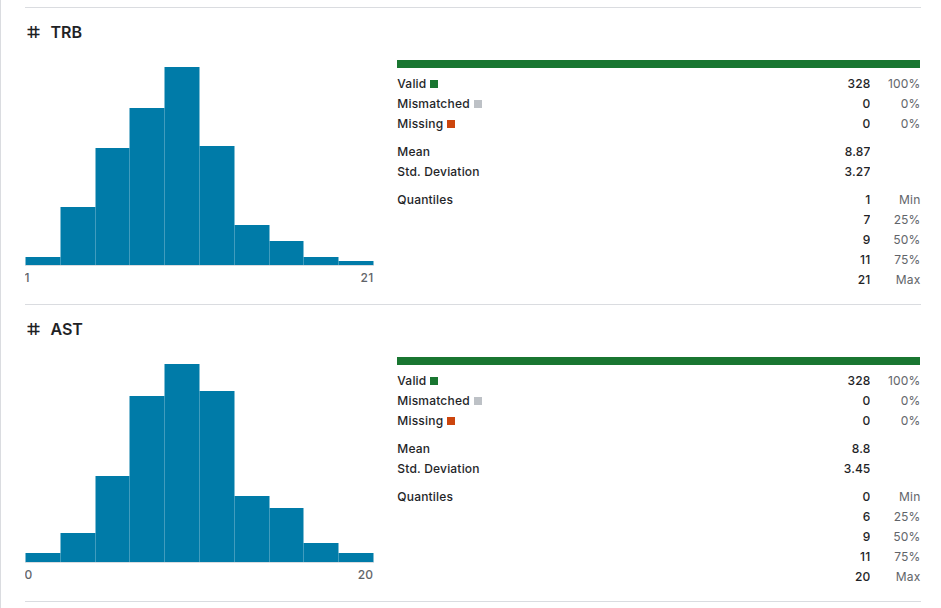 # TRB
Valid 328 100%
Mismatched 0 0%
Missing 0 0%
Mean 8.87
Std. Deviation 3.27
Quantiles 1 Min
7 25%
9 50%
11 75%
21 Max
1 21
# AST
Valid 328 100%
Mismatched 0 0%
Missing 0 0%
Mean 8.8
Std. Deviation 3.45
Quantiles 0 Min
6 25%
9 50%
11 75%
20 Max
0 20